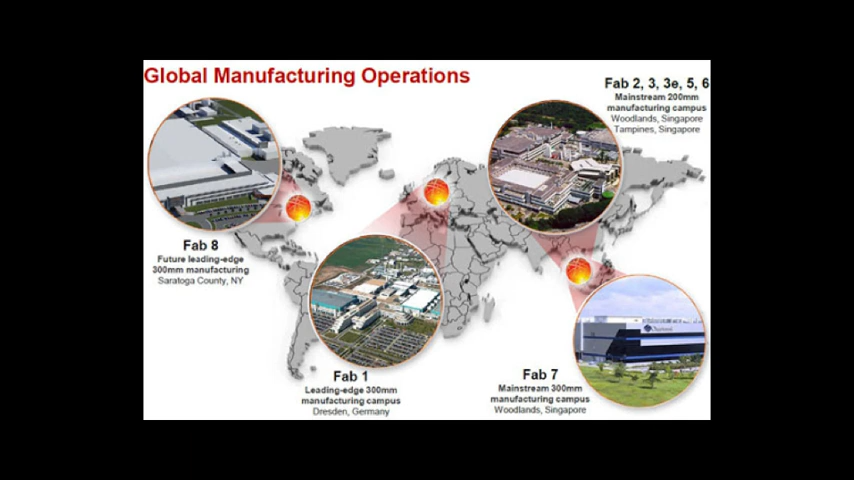 Global Manufacturing Operations
Fab 2, 3, 3e, 5, 6
Mainstream 200mm
manufacturing campus
Woodlands, Singapore
Tampines, Singapore
Fab 8
Future leading-edge
300mm manufacturing
Saratoga County, NY
Fab 1
Leading-edge 300mm
manufacturing campus
Dresden, Germany
Fab 7
Mainstream 300mm
manufacturing campus
Woodlands, Singapore
Chartered